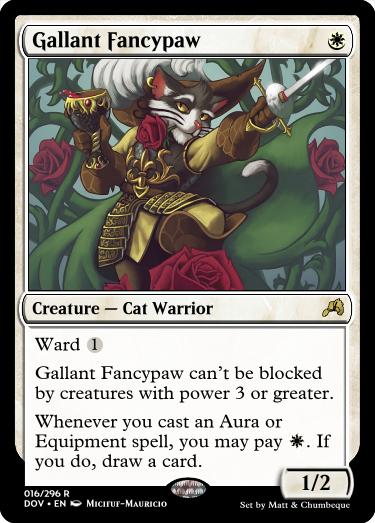 Gallant Fancypaw
Creature — Cat Warrior
Ward 1
Gallant Fancypaw can't be blocked
by creatures with power 3 or greater.
Whenever you cast an Aura or
Equipment spell, you may pay . If
you do, draw a card.
1/2
016/296 R
DOV • EN Micifuf-Mauricio
Set by Matt & Chumbeque